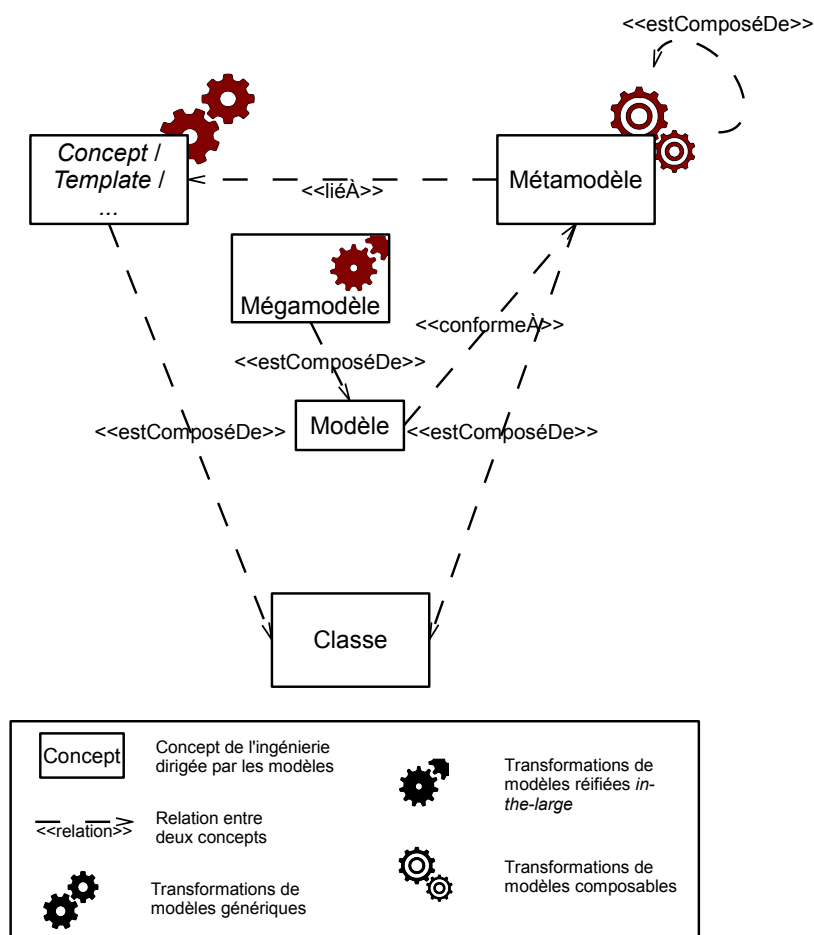 <<estComposéDe>>
Concept /
Template /
...
Métamodèle
<<liéÀ>>
Mégamodèle
<<conformeÀ>>
<<estComposéDe>>
Modèle
<<estComposéDe>>
<<estComposéDe>>
Classe
Concept
Concept de l'ingénierie
dirigée par les modèles
<<relation>>
Relation entre
deux concepts
Transformations de
modèles génériques
Transformations de
modèles réifiées in-
the-large
Transformations de
modèles composables